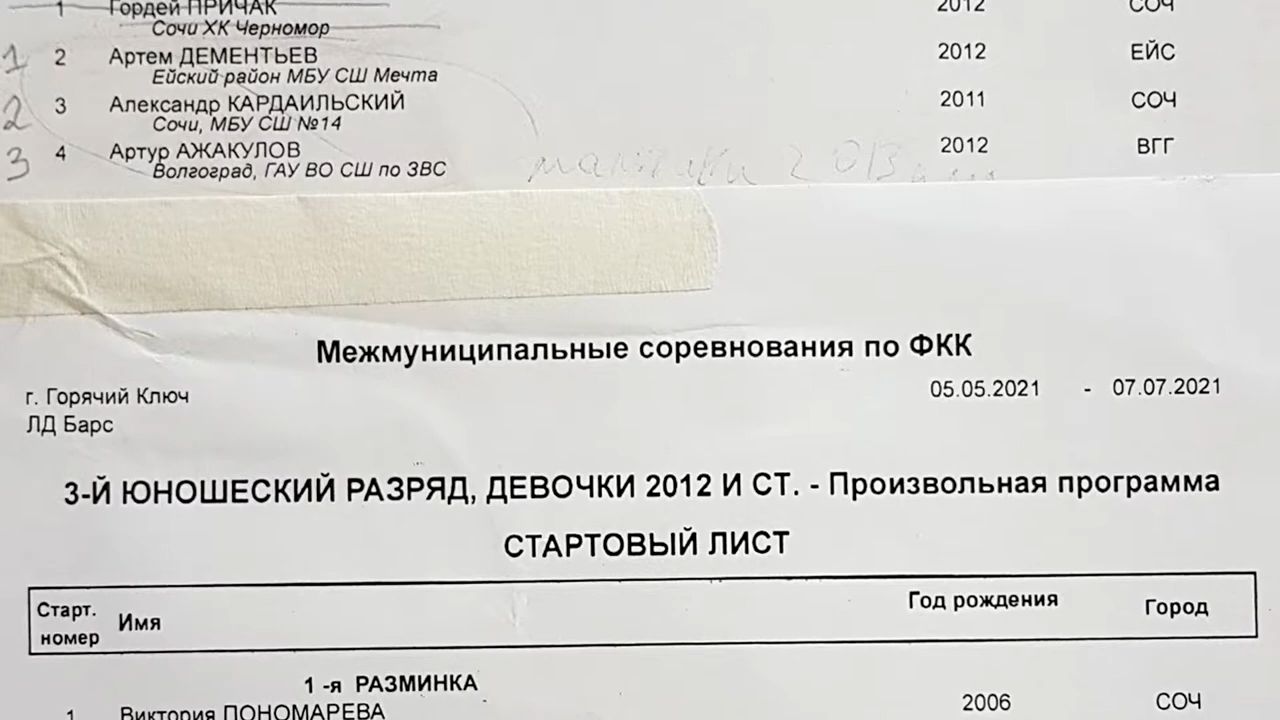 1 Гордей ПРИЧАК 2012 СОЧ
Сочи ХК Черномор
1 2 Артем ДЕМЕНТЬЕВ 2012 ЕЙС
Ейский район МБУ СШ Мечта
2 3 Александр КАРДАИЛЬСКИЙ 2011 СОЧ
Сочи, МБУ СШ №14
3 4 Артур АЖАКУЛОВ 2012 ВГГ
Волгоград, ГАУ ВО СШ по ЗВС
2013
Межмуниципальные соревнования по ФКК
г. Горячий Ключ 05.05.2021 - 07.07.2021
ЛД Барс
3-Й ЮНОШЕСКИЙ РАЗРЯД, ДЕВОЧКИ 2012 И СТ. - Произвольная программа
СТАРТОВЫЙ ЛИСТ
Старт. номер Имя Год рождения Город
1 -я РАЗМИНКА
1 Виктория ПОНОМАРЕВА 2006 СОЧ